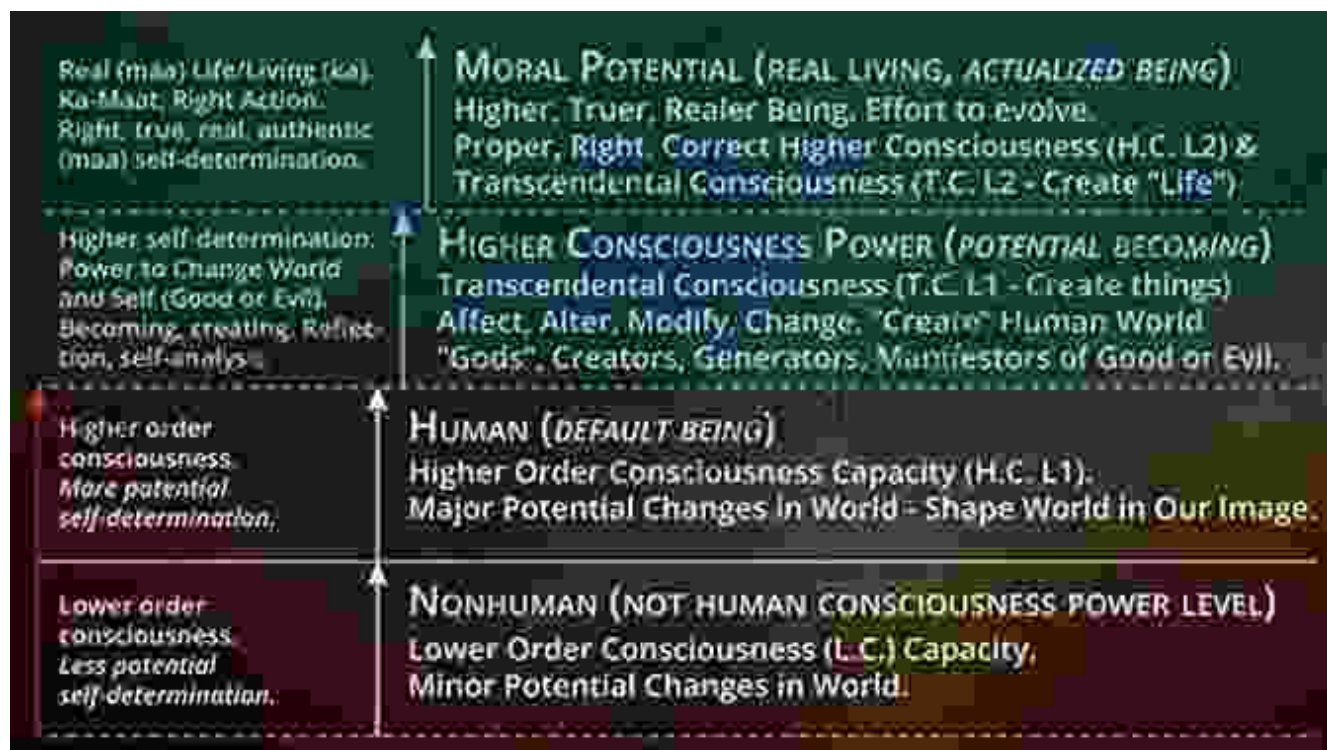 Real (maa) Life/Living (ka).
Ka-Maat, Right Action.
Right, true, real, authentic
(maa) self-determination.
MORAL POTENTIAL (REAL LIVING, ACTUALIZED BEING)
Higher, Truer, Realer Being. Effort to evolve.
Proper, Right, Correct Higher Consciousness (H.C. L2) &
Transcendental Consciousness (T.C. L2 - Create "Life")
Higher self-determination:
Power to Change World
and Self (Good or Evil).
Becoming, creating, Reflec-
tion, self-analys
HIGHER CONSCIOUSNESS POWER (POTENTIAL BECOMING)
Transcendental Consciousness (T.C. L1 - Create things)
Affect, Alter, Modify, Change, "Create" Human World
"Gods", Creators, Generators, Manifestors of Good or Evil).
Higher order
consciousness.
More potential
self-determination.
HUMAN (DEFAULT BEING)
Higher Order Consciousness Capacity (H.C. L1).
Major Potential Changes in World - Shape World in Our Image.
Lower order
consciousness.
Less potential
self-determination.
NONHUMAN (NOT HUMAN CONSCIOUSNESS POWER LEVEL)
Lower Order Consciousness (L.C.) Capacity.
Minor Potential Changes in World.